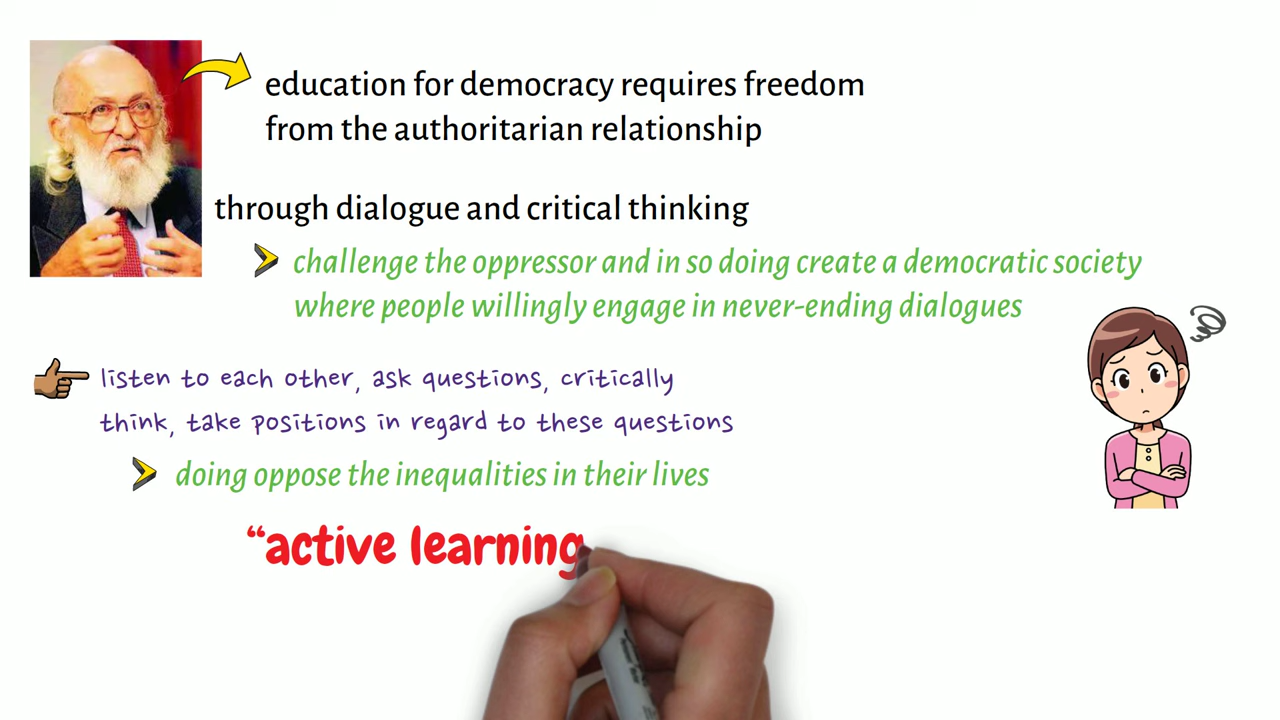 education for democracy requires freedom
from the authoritarian relationship
through dialogue and critical thinking
challenge the oppressor and in so doing create a democratic society
where people willingly engage in never-ending dialogues
listen to each other, ask questions, critically
think, take positions in regard to these questions
doing oppose the inequalities in their lives
“active learning